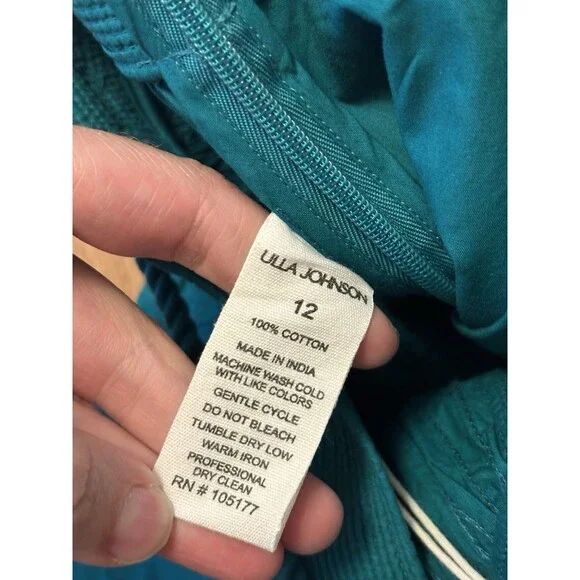 ULLA JOHNSON
12
100% COTTON
MADE IN INDIA
MACHINE WASH COLD
WITH LIKE COLORS
GENTLE CYCLE
DO NOT BLEACH
TUMBLE DRY LOW
WARM IRON
PROFESSIONAL
DRY CLEAN
RN # 105177